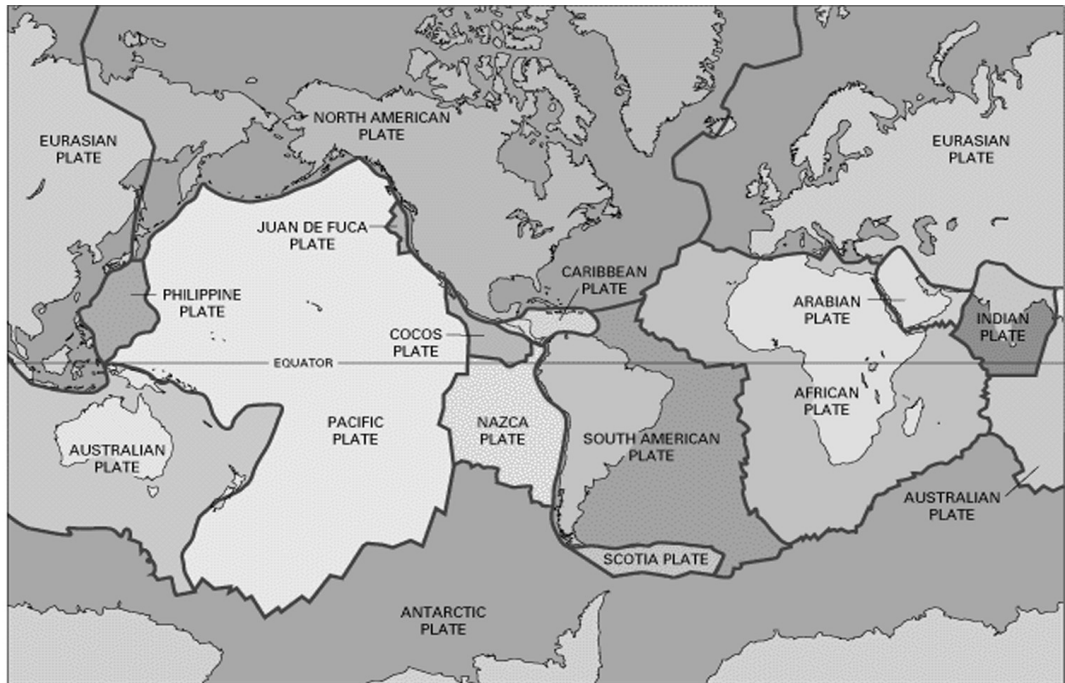 NORTH AMERICAN
PLATE
EURASIAN
PLATE
EURASIAN
PLATE
JUAN DE FUCA
PLATE
CARIBBEAN
PLATE
PHILIPPINE
PLATE
ARABIAN
PLATE
INDIAN
PLATE
COCOS
PLATE
EQUATOR
AFRICAN
PLATE
PACIFIC
PLATE
NAZCA
PLATE
SOUTH AMERICAN
PLATE
AUSTRALIAN
PLATE
AUSTRALIAN
PLATE
SCOTIA PLATE
ANTARCTIC
PLATE